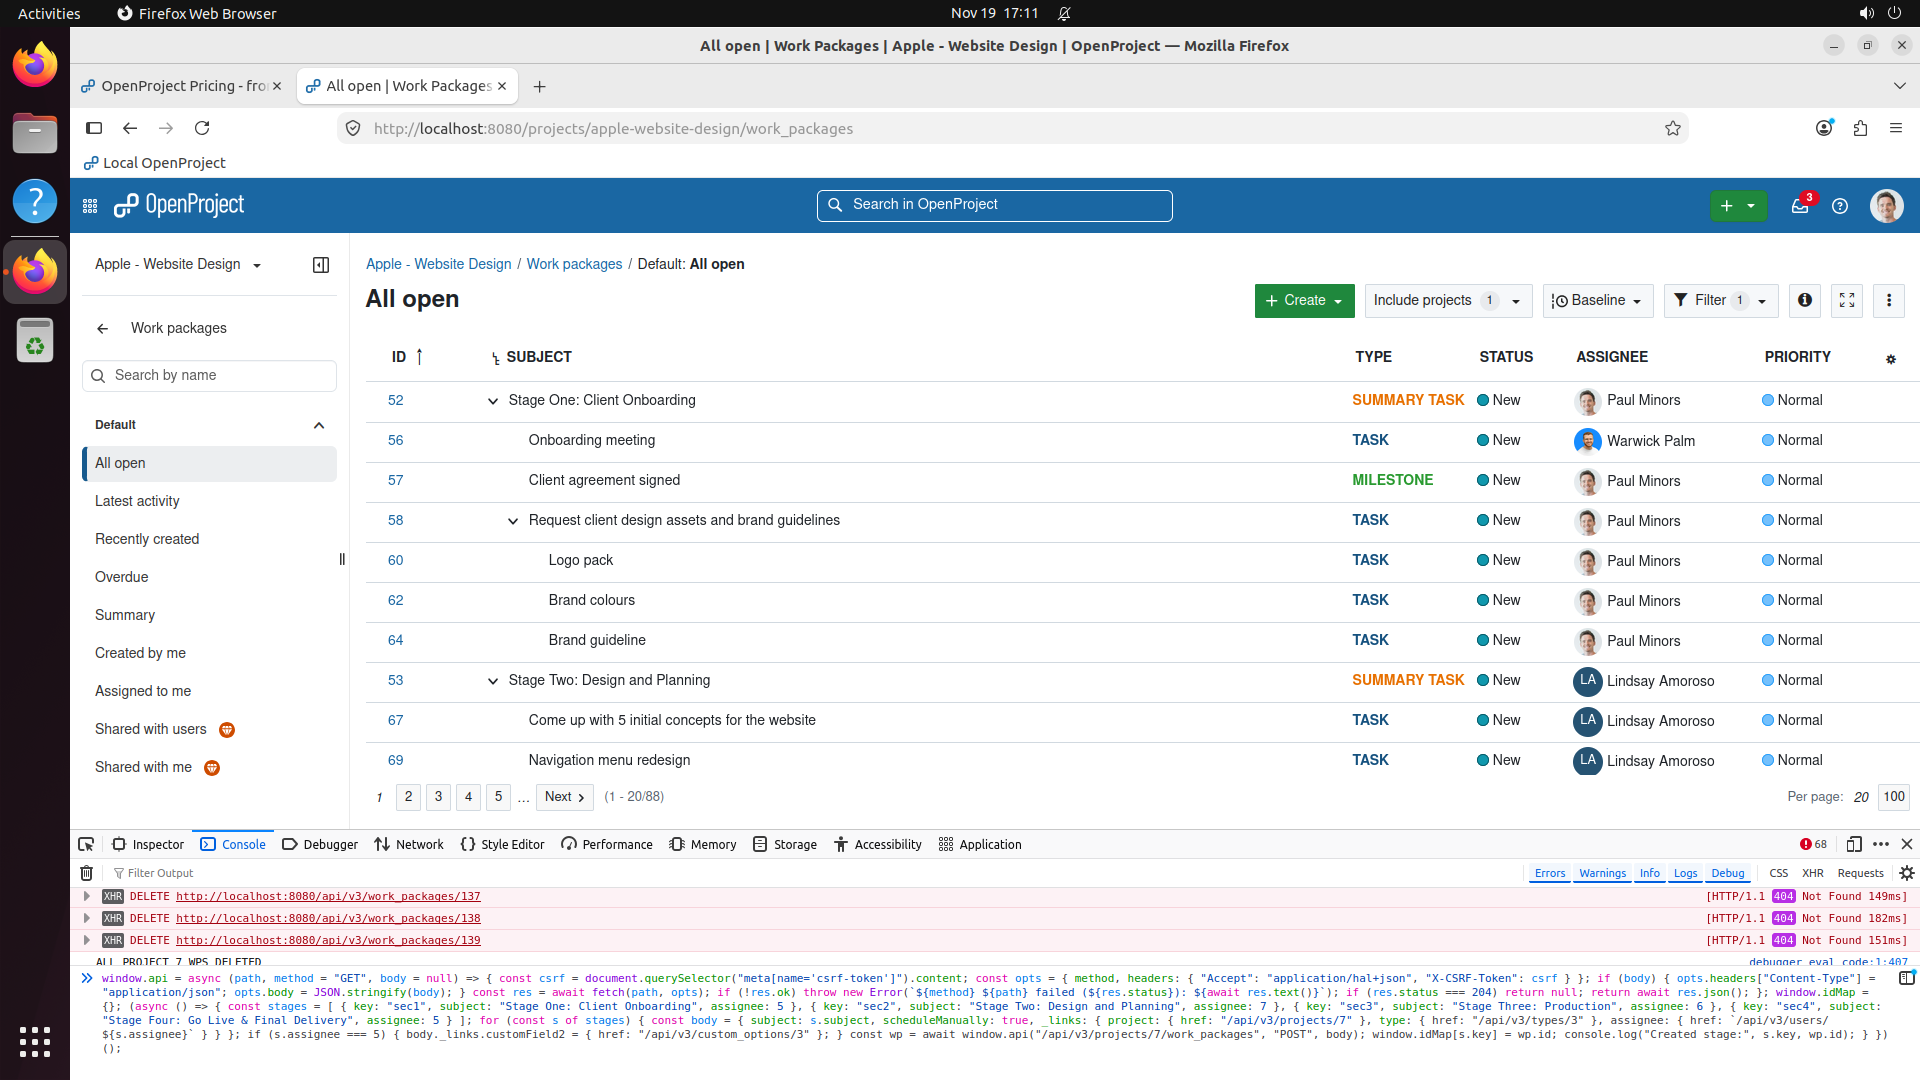 Activities
Firefox Web Browser
Nov 19 17:11
All open | Work Packages | Apple - Website Design | OpenProject — Mozilla Firefox
OpenProject Pricing - fro
All open | Work Packages
http://localhost:8080/projects/apple-website-design/work_packages
Local OpenProject
OpenProject
Search in OpenProject
3
Apple - Website Design
Apple - Website Design / Work packages / Default: All open
All open
Create
Include projects 1
Baseline
Filter 1
Work packages
Search by name
Default
All open
Latest activity
Recently created
Overdue
Summary
Created by me
Assigned to me
Shared with users
Shared with me
ID SUBJECT TYPE STATUS ASSIGNEE PRIORITY
52 Stage One: Client Onboarding SUMMARY TASK New Paul Minors Normal
56 Onboarding meeting TASK New Warwick Palm Normal
57 Client agreement signed MILESTONE New Paul Minors Normal
58 Request client design assets and brand guidelines TASK New Paul Minors Normal
60 Logo pack TASK New Paul Minors Normal
62 Brand colours TASK New Paul Minors Normal
64 Brand guideline TASK New Paul Minors Normal
53 Stage Two: Design and Planning SUMMARY TASK New LA Lindsay Amoroso Normal
67 Come up with 5 initial concepts for the website TASK New LA Lindsay Amoroso Normal
69 Navigation menu redesign TASK New LA Lindsay Amoroso Normal
1 2 3 4 5 ... Next (1 - 20/88)
Per page: 20 100
Inspector Console Debugger Network Style Editor Performance Memory Storage Accessibility Application 68
Filter Output
Errors Warnings Info Logs Debug CSS XHR Requests
XHR DELETE http://localhost:8080/api/v3/work_packages/137 [HTTP/1.1 404 Not Found 149ms]
XHR DELETE http://localhost:8080/api/v3/work_packages/138 [HTTP/1.1 404 Not Found 182ms]
XHR DELETE http://localhost:8080/api/v3/work_packages/139 [HTTP/1.1 404 Not Found 151ms]
ALL PROJECT 7 WPS DELETED debugger eval code:1:407
window.api = async (path, method = "GET", body = null) => { const csrf = document.querySelector("meta[name='csrf-token']").content; const opts = { method, headers: { "Accept": "application/hal+json", "X-CSRF-Token": csrf } }; if (body) { opts.headers["Content-Type"] =
"application/json"; opts.body = JSON.stringify(body); } const res = await fetch(path, opts); if (!res.ok) throw new Error(`${method} ${path} failed (${res.status}): ${await res.text()}`); if (res.status === 204) return null; return await res.json(); }; window.idMap =
{}; (async () => { const stages = [ { key: "sec1", subject: "Stage One: Client Onboarding", assignee: 5 }, { key: "sec2", subject: "Stage Two: Design and Planning", assignee: 7 }, { key: "sec3", subject: "Stage Three: Production", assignee: 6 }, { key: "sec4", subject:
"Stage Four: Go Live & Final Delivery", assignee: 5 } ]; for (const s of stages) { const body = { subject: s.subject, scheduleManually: true, _links: { project: { href: "/api/v3/projects/7" }, type: { href: "/api/v3/types/3" }, assignee: { href: `/api/v3/users/
${s.assignee}` } } }; if (s.assignee === 5) { body._links.customField2 = { href: "/api/v3/custom_options/3" }; } const wp = await window.api("/api/v3/projects/7/work_packages", "POST", body); window.idMap[s.key] = wp.id; console.log("Created stage:", s.key, wp.id); } })
();